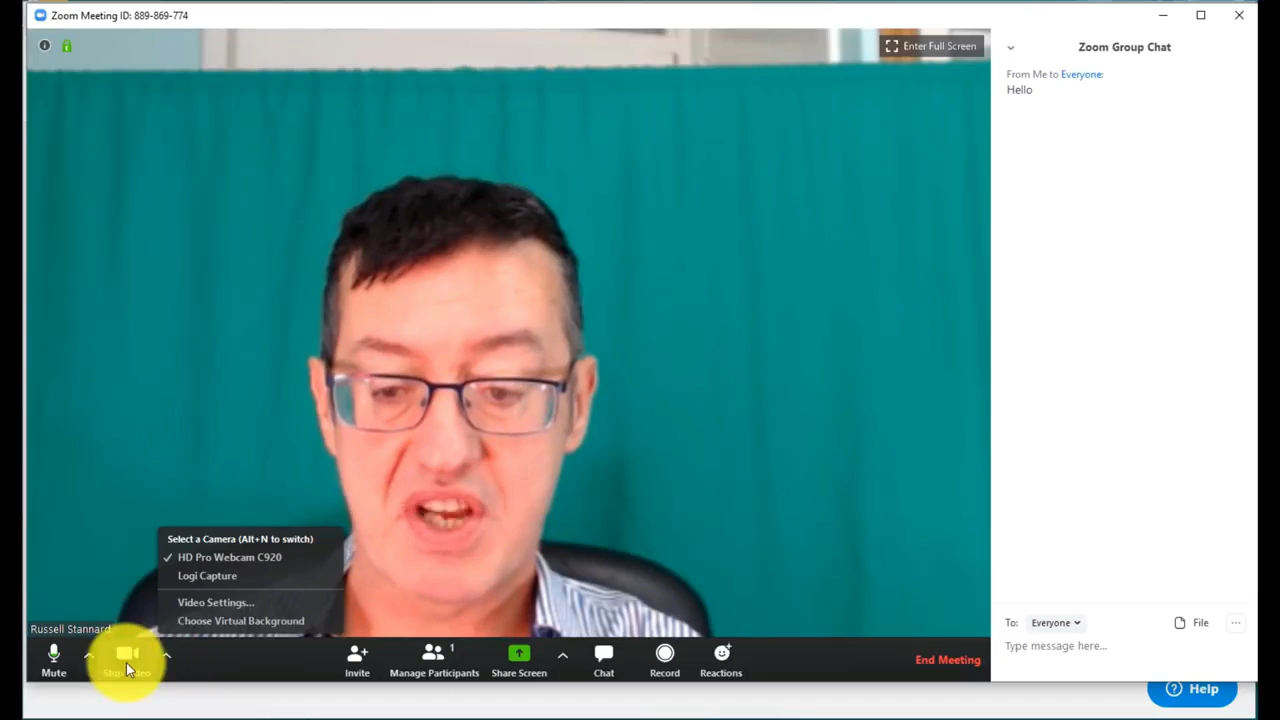 Zoom Meeting ID: 889-869-774
Enter Full Screen
Zoom Group Chat
From Me to Everyone:
Hello
Select a Camera (Alt+N to switch)
HD Pro Webcam C920
Logi Capture
Video Settings...
Choose Virtual Background
Russell Stannard
To: Everyone File ...
Type message here...
Mute Stop Video Invite Manage Participants 1 Share Screen Chat Record Reactions End Meeting
Help